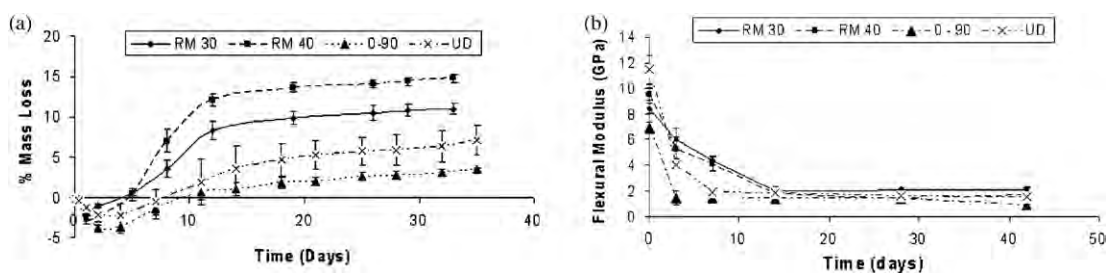 (a)
RM 30 RM 40 0-90 UD
20
15
10
5
0
-5
0 10 20 30 40
% Mass Loss
Time (Days)
(b)
RM 30 RM 40 0 - 90 UD
14
12
10
8
6
4
2
0
0 10 20 30 40 50
Flexural Modulus (GPa)
Time (days)